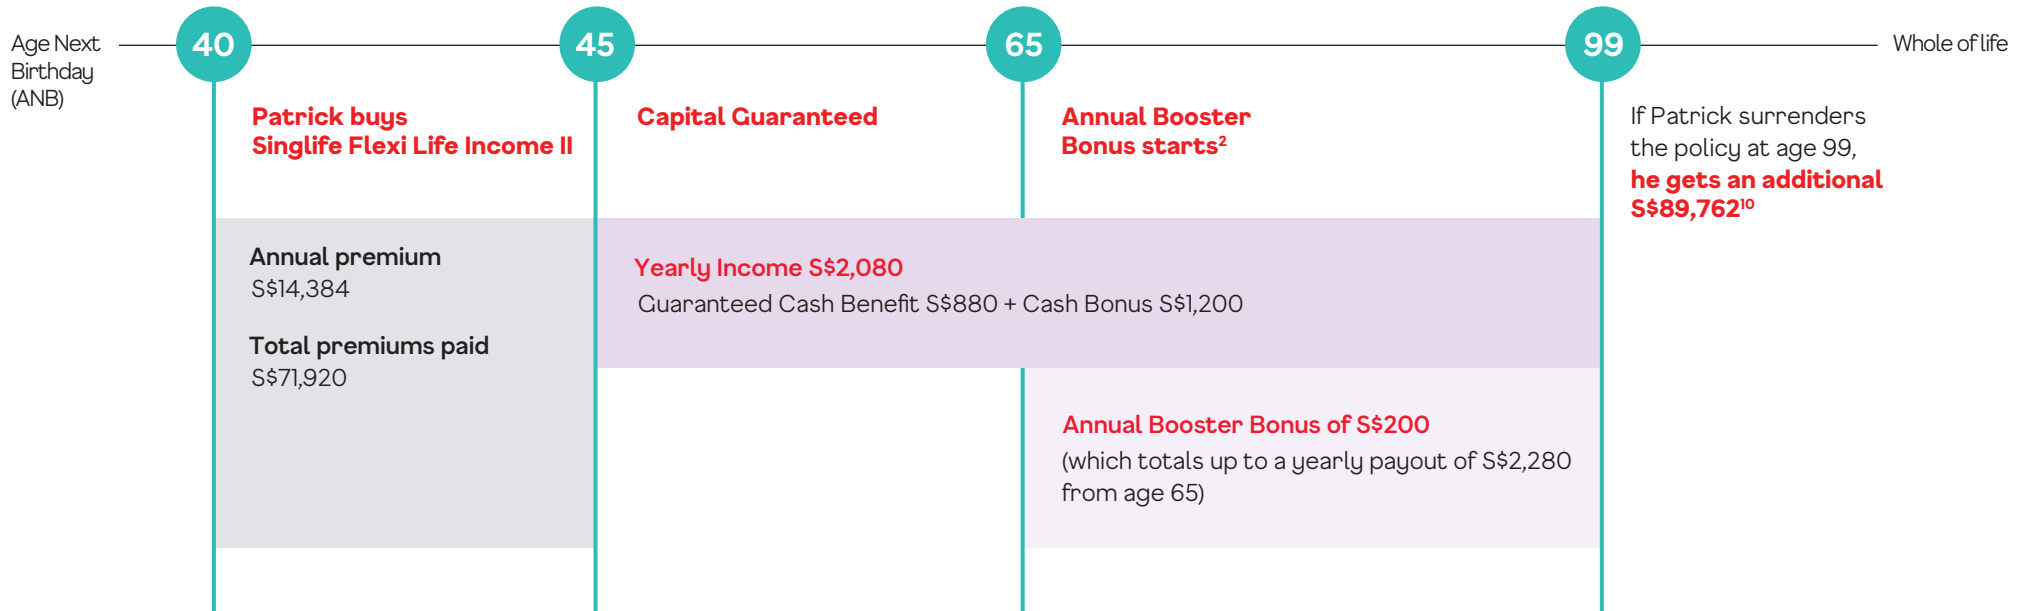 Age Next
Birthday
(ANB)
40
45
65
99
Whole of life
Patrick buys
Singlife Flexi Life Income II
Capital Guaranteed
Annual Booster
Bonus starts²
If Patrick surrenders
the policy at age 99,
he gets an additional
S$89,762¹⁰
Annual premium
S$14,384
Total premiums paid
S$71,920
Yearly Income S$2,080
Guaranteed Cash Benefit S$880 + Cash Bonus S$1,200
Annual Booster Bonus of S$200
(which totals up to a yearly payout of S$2,280
from age 65)